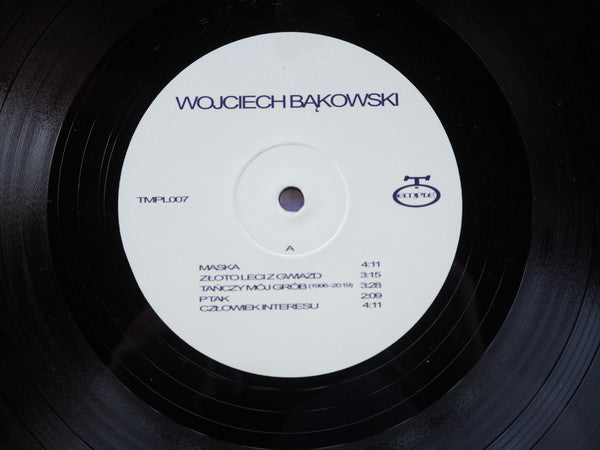 WOJCIECH BĄKOWSKI
TMPL007
TEMPLE
A
MASKA 4:11
ZŁOTO LECI Z GWIAZD 3:15
TAŃCZY MÓJ GRÓB (1996-2019) 3:28
PTAK 2:09
CZŁOWIEK INTERESU 4:11